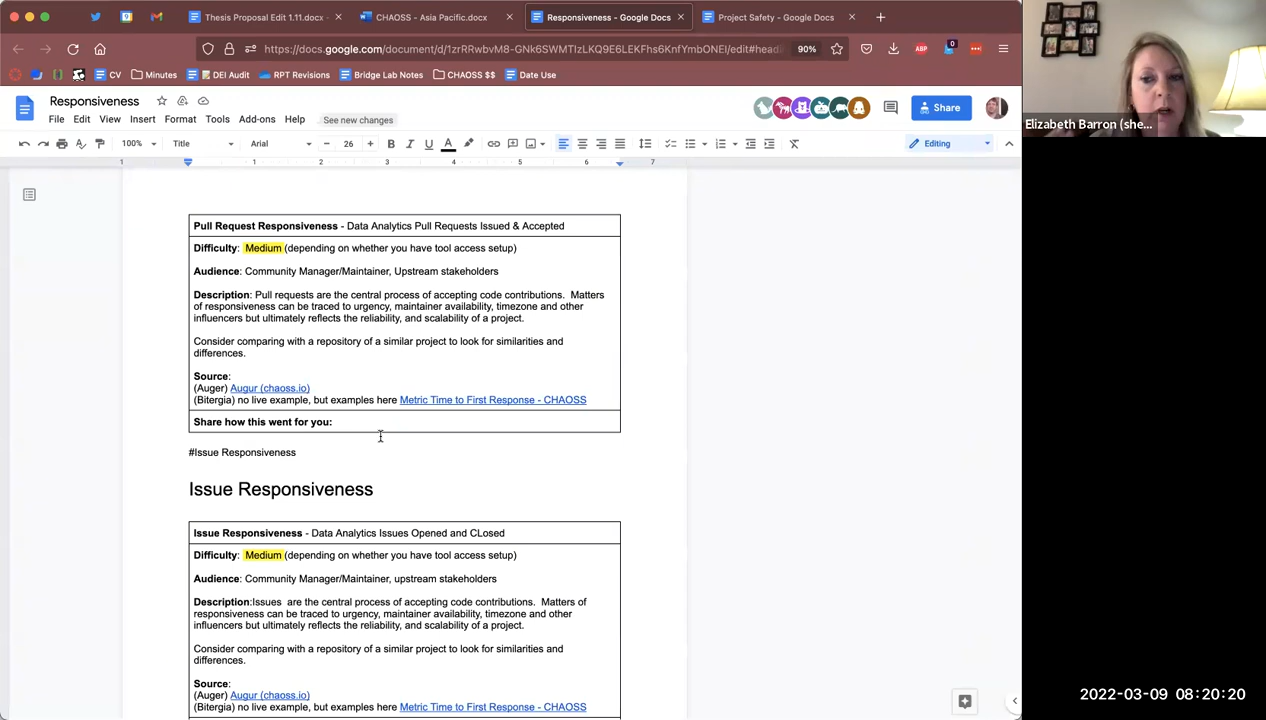 Thesis Proposal Edit 1.11.docx -
CHAOSS - Asia Pacific.docx
Responsiveness - Google Docs
Project Safety - Google Docs
90%
CV
Minutes
DEI Audit
RPT Revisions
Bridge Lab Notes
CHAOSS $$
Date Use
Elizabeth Barron (she...
Responsiveness
File Edit View Insert Format Tools Add-ons Help See new changes
Share
100% Title Arial 26 B I U A Editing
1 1 2 3 4 5 6 7
Pull Request Responsiveness - Data Analytics Pull Requests Issued & Accepted
Difficulty: Medium (depending on whether you have tool access setup)
Audience: Community Manager/Maintainer, Upstream stakeholders
Description: Pull requests are the central process of accepting code contributions. Matters
of responsiveness can be traced to urgency, maintainer availability, timezone and other
influencers but ultimately reflects the reliability, and scalability of a project.
Consider comparing with a repository of a similar project to look for similarities and
differences.
Source:
(Auger) Augur (chaoss.io)
(Bitergia) no live example, but examples here Metric Time to First Response - CHAOSS
Share how this went for you:
#Issue Responsiveness
Issue Responsiveness
Issue Responsiveness - Data Analytics Issues Opened and CLosed
Difficulty: Medium (depending on whether you have tool access setup)
Audience: Community Manager/Maintainer, upstream stakeholders
Description:Issues are the central process of accepting code contributions. Matters of
responsiveness can be traced to urgency, maintainer availability, timezone and other
influencers but ultimately reflects the reliability, and scalability of a project.
Consider comparing with a repository of a similar project to look for similarities and
differences.
Source:
(Auger) Augur (chaoss.io)
(Bitergia) no live example, but examples here Metric Time to First Response - CHAOSS
2022-03-09 08:20:20